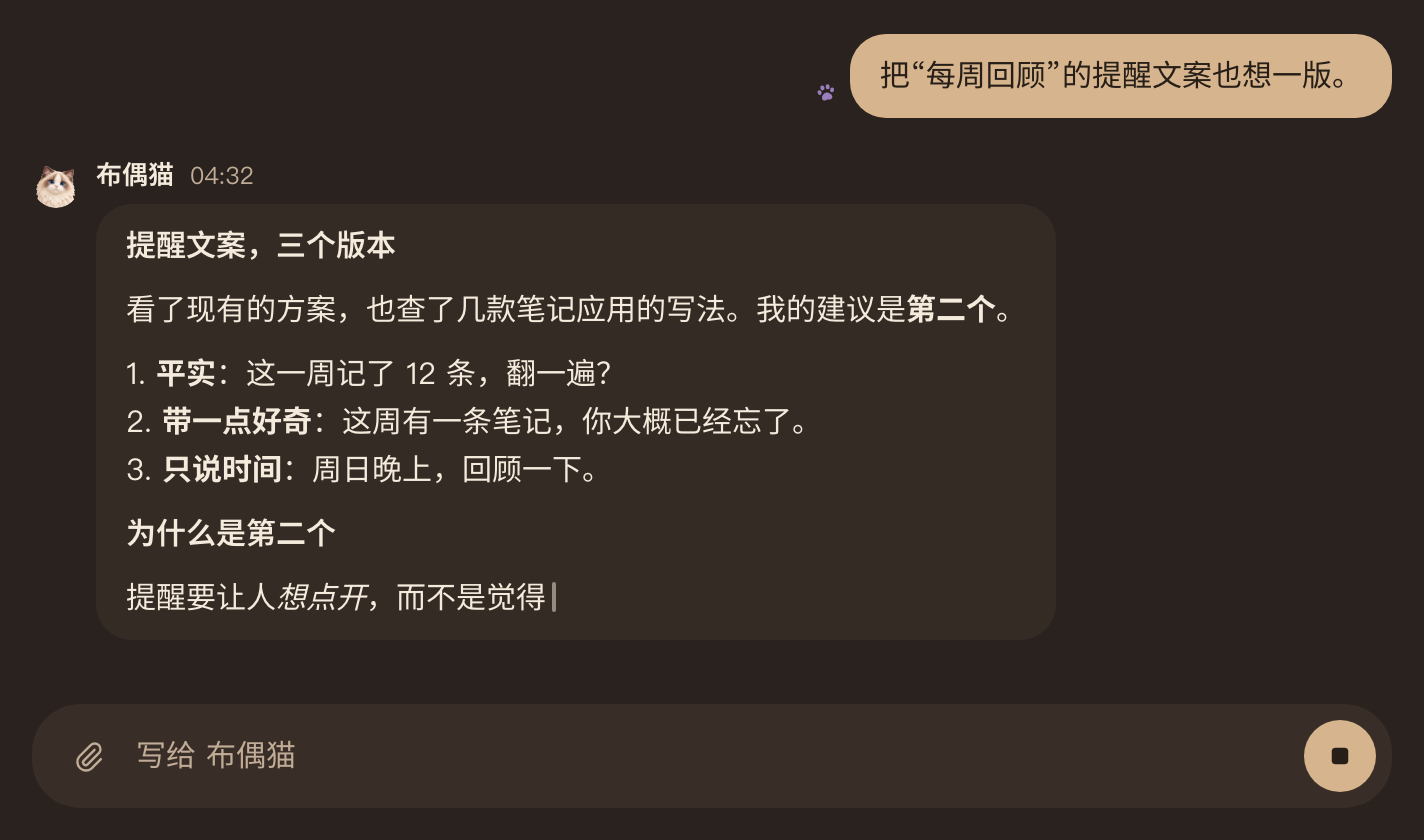 把“每周回顾”的提醒文案也想一版。
布偶猫 04:32
提醒文案，三个版本
看了现有的方案，也查了几款笔记应用的写法。我的建议是第二个。
1. 平实：这一周记了 12 条，翻一遍？
2. 带一点好奇：这周有一条笔记，你大概已经忘了。
3. 只说时间：周日晚上，回顾一下。
为什么是第二个
提醒要让人想点开，而不是觉得
写给 布偶猫